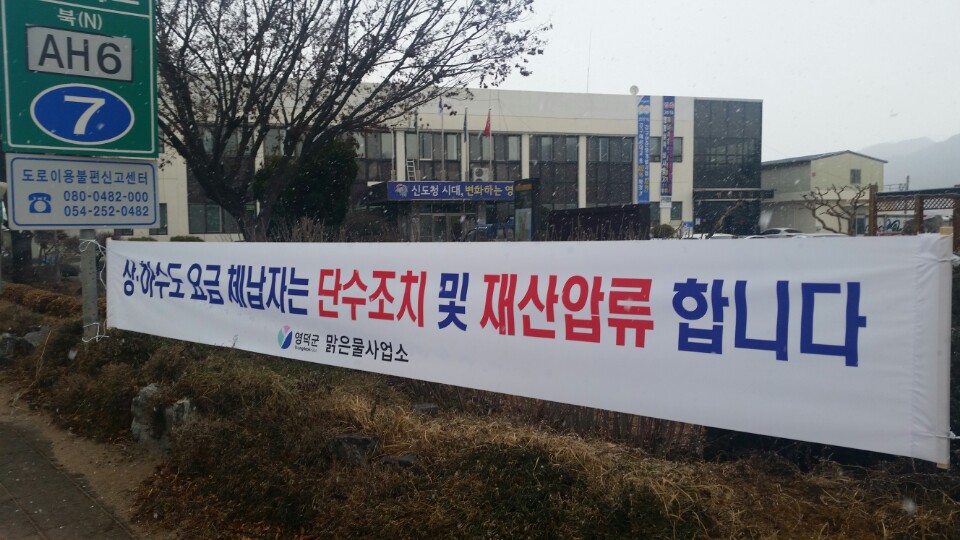 북(N)
AH6
7
도로이용불편신고센터
080-0482-000
054-252-0482
신도청 시대, 변화하는 영
상·하수도 요금 체납자는 단수조치 및 재산압류 합니다
영덕군 맑은물사업소